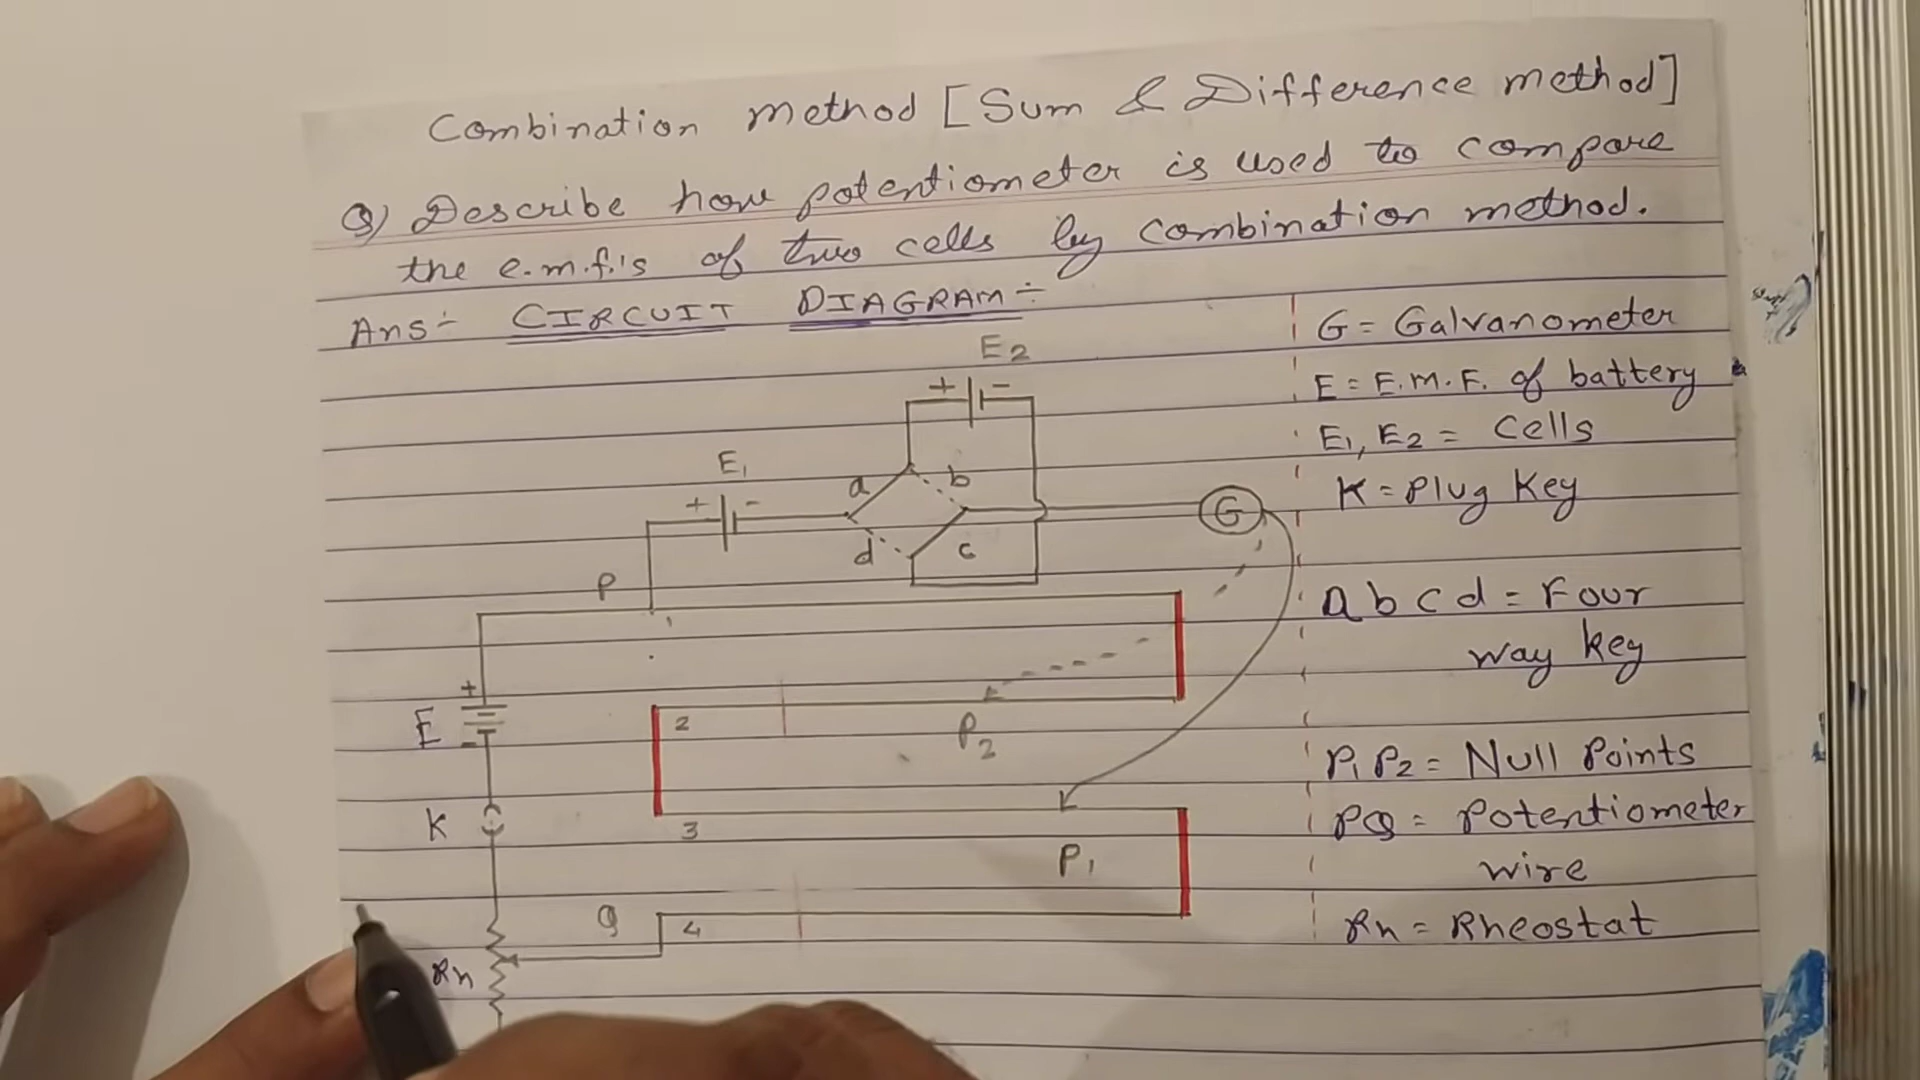 Combination method [Sum & Difference method]
Q) Describe how potentiometer is used to compare
the e.m.f.'s of two cells by combination method.
Ans:- CIRCUIT DIAGRAM:-
G = Galvanometer
E = E.M.F. of battery
E1, E2 = Cells
K = Plug Key
a b c d = Four
way key
P1 P2 = Null Points
PQ = Potentiometer
wire
Rh = Rheostat
E2
+ -
E1
+ -
a b
d c
G
P
1
+
E
-
2
P2
K
3
P1
Q
4
Rh